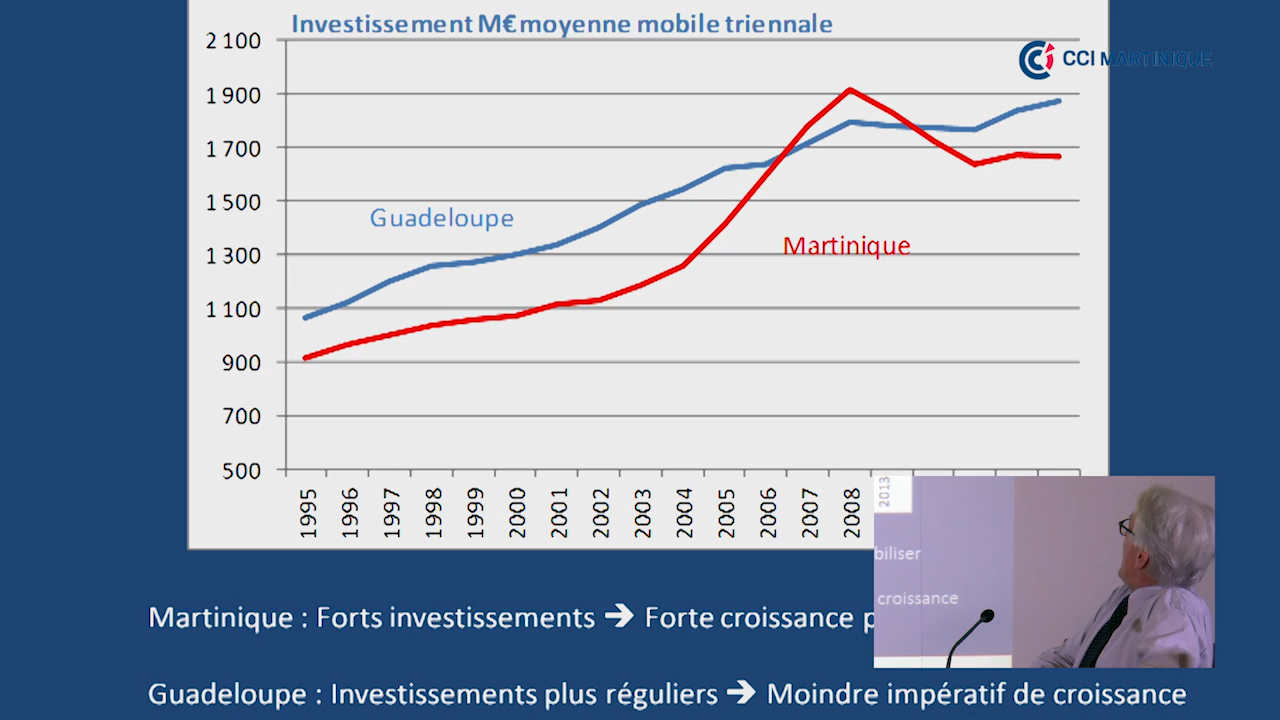 Investissement M€ moyenne mobile triennale
CCI MARTINIQUE
2 100
1 900
1 700
1 500
1 300
1 100
900
700
500
Guadeloupe
Martinique
1995 1996 1997 1998 1999 2000 2001 2002 2003 2004 2005 2006 2007 2008
2013
biliser
croissance
Martinique : Forts investissements ➔ Forte croissance p
Guadeloupe : Investissements plus réguliers ➔ Moindre impératif de croissance